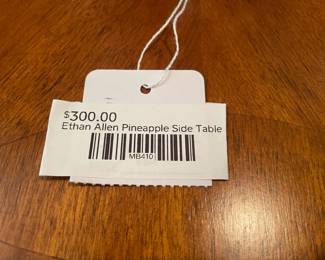 $300.00
Ethan Allen Pineapple Side Table
MB410